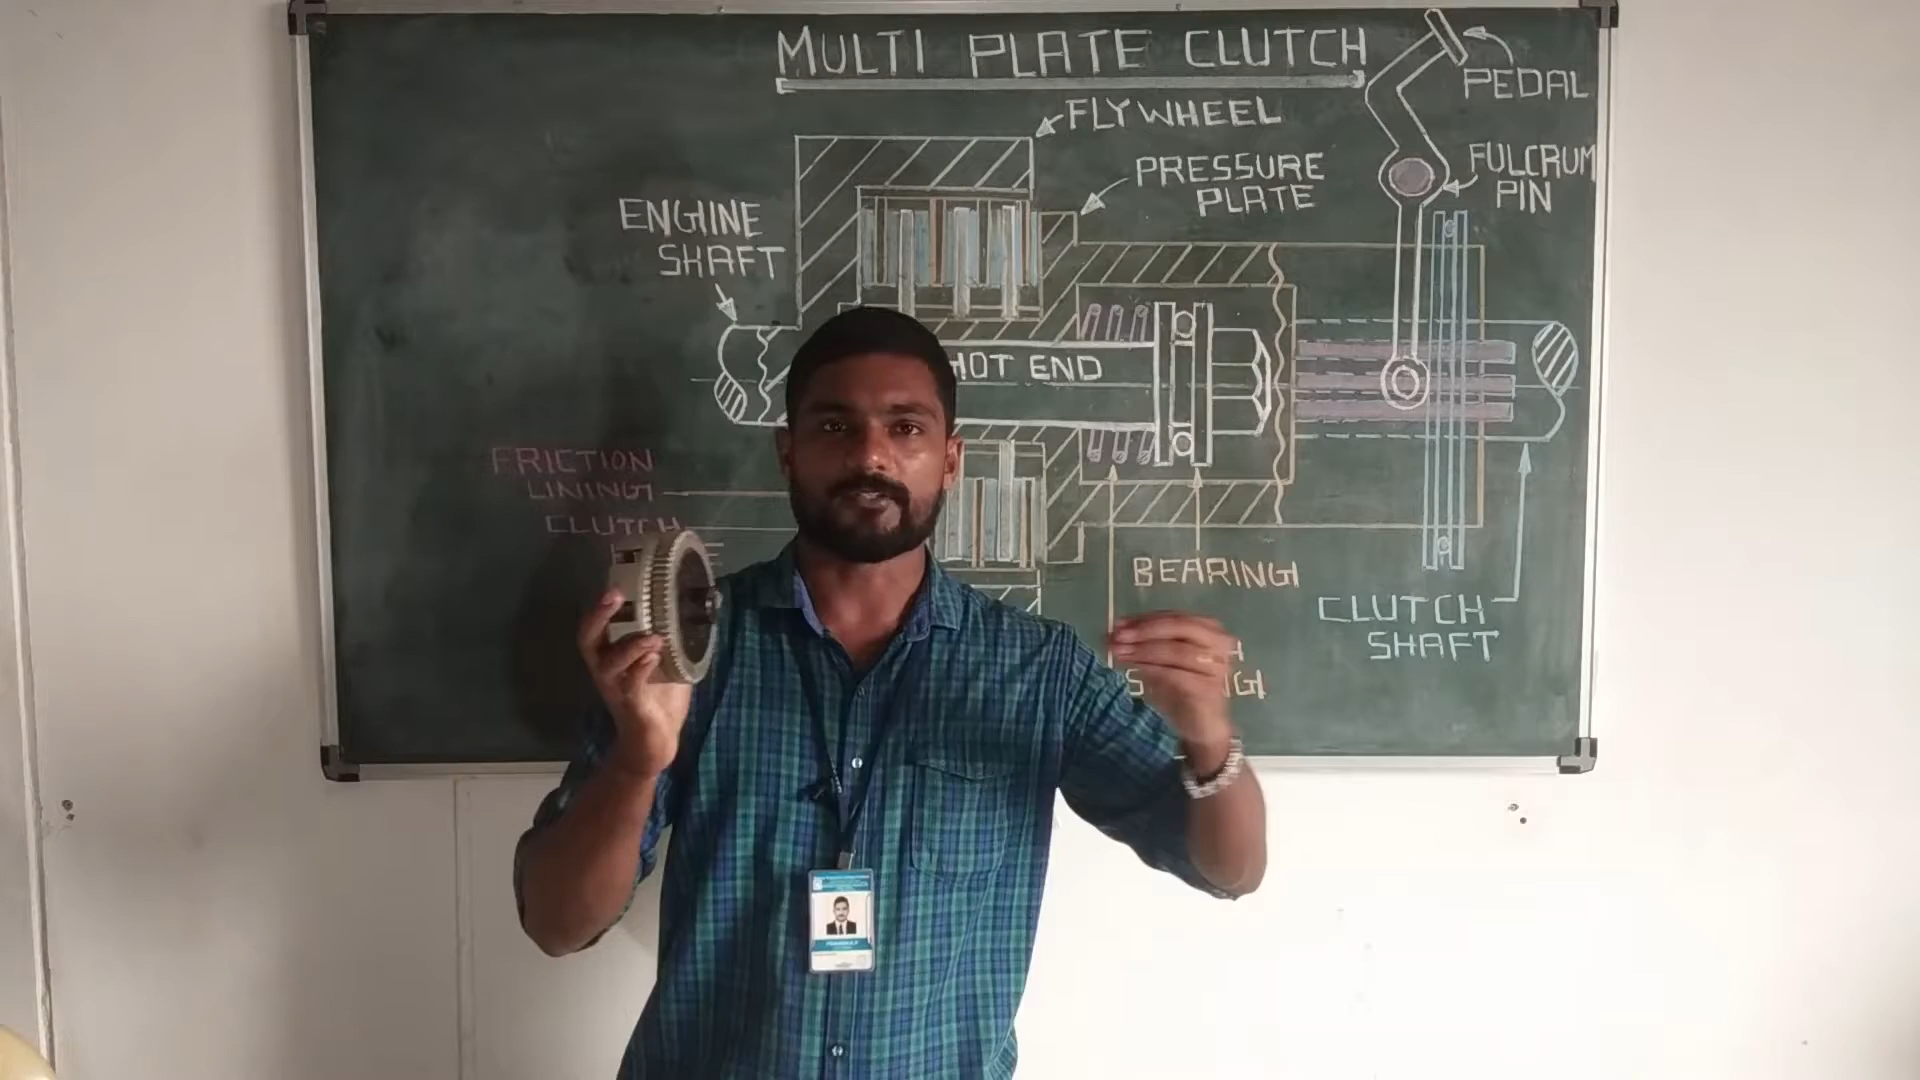 MULTI PLATE CLUTCH
PEDAL
FLYWHEEL
FULCRUM
PIN
PRESSURE
PLATE
ENGINE
SHAFT
HOT END
FRICTION
LINING
CLUTCH
BEARING
CLUTCH
SHAFT